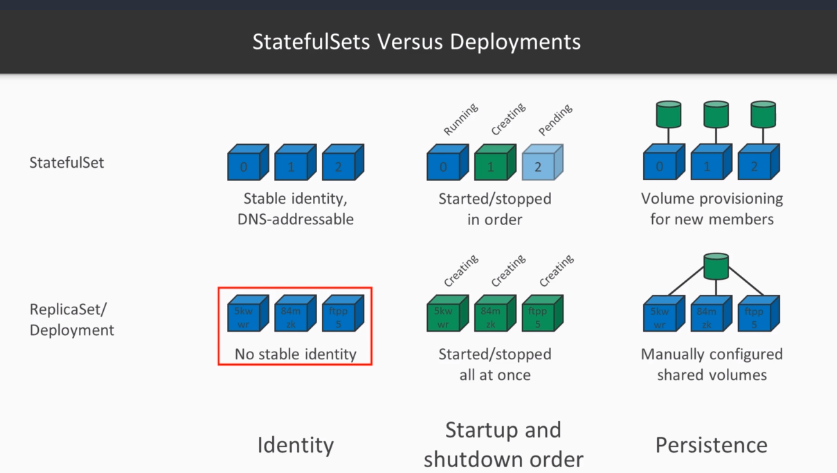 StatefulSets Versus Deployments
Running
Creating
Pending
StatefulSet
0
1
2
0
1
2
0
1
2
Stable identity,
DNS-addressable
Started/stopped
in order
Volume provisioning
for new members
Creating
Creating
Creating
ReplicaSet/
Deployment
5kw
wr
84m
zk
ftpp
5
5kw
wr
84m
zk
ftpp
5
5kw
wr
84m
zk
ftpp
5
No stable identity
Started/stopped
all at once
Manually configured
shared volumes
Identity
Startup and
shutdown order
Persistence